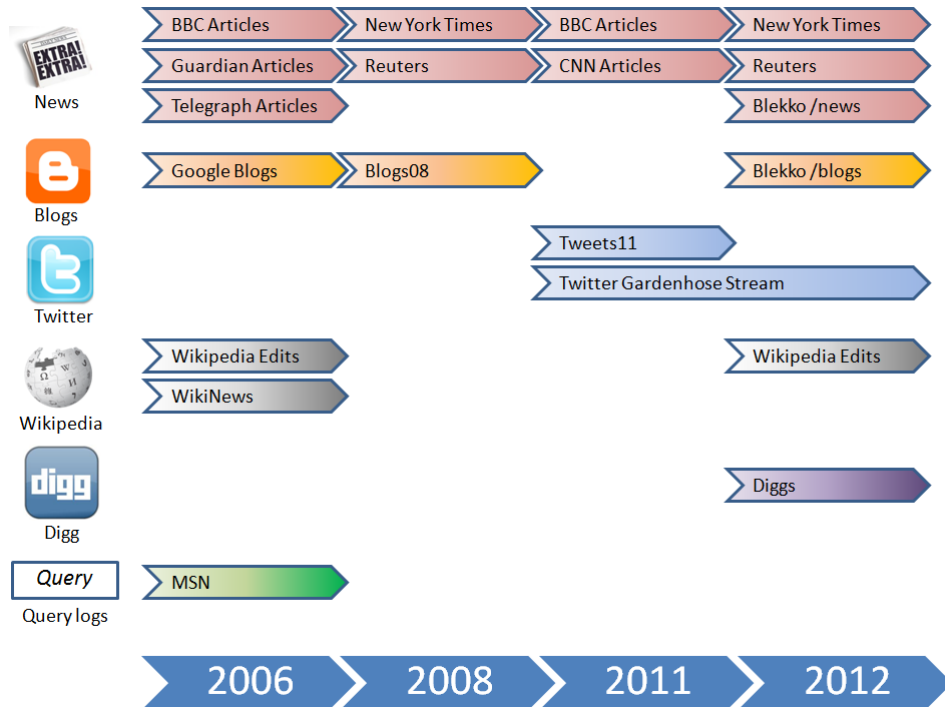 BBC Articles
New York Times
BBC Articles
New York Times
EXTRA!
EXTRA!
Guardian Articles
Reuters
CNN Articles
Reuters
News
Telegraph Articles
Blekko /news
Google Blogs
Blogs08
Blekko /blogs
Blogs
Tweets11
Twitter Gardenhose Stream
Twitter
Wikipedia Edits
Wikipedia Edits
WikiNews
Wikipedia
digg
Diggs
Digg
Query
MSN
Query logs
2006
2008
2011
2012